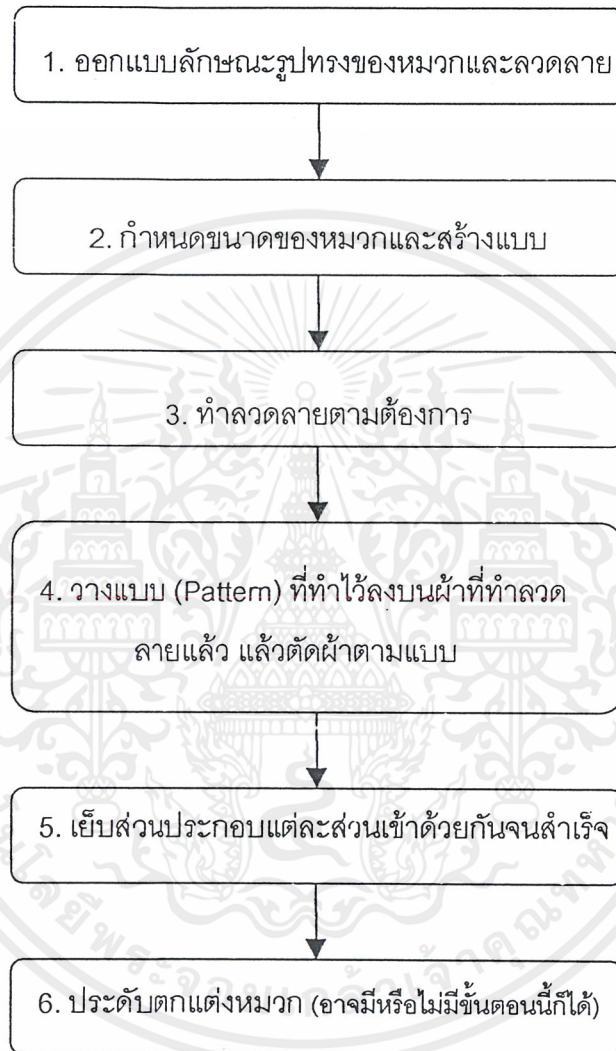 1. ออกแบบลักษณะรูปทรงของหมวกและลวดลาย
2. กำหนดขนาดของหมวกและสร้างแบบ
3. ทำลวดลายตามต้องการ
4. วางแบบ (Pattern) ที่ทำไว้ลงบนผ้าที่ทำลวด
ลายแล้ว แล้วตัดผ้าตามแบบ
5. เย็บส่วนประกอบแต่ละส่วนเข้าด้วยกันจนสำเร็จ
6. ประดับตกแต่งหมวก (อาจมีหรือไม่มีขั้นตอนนี้ก็ได้)